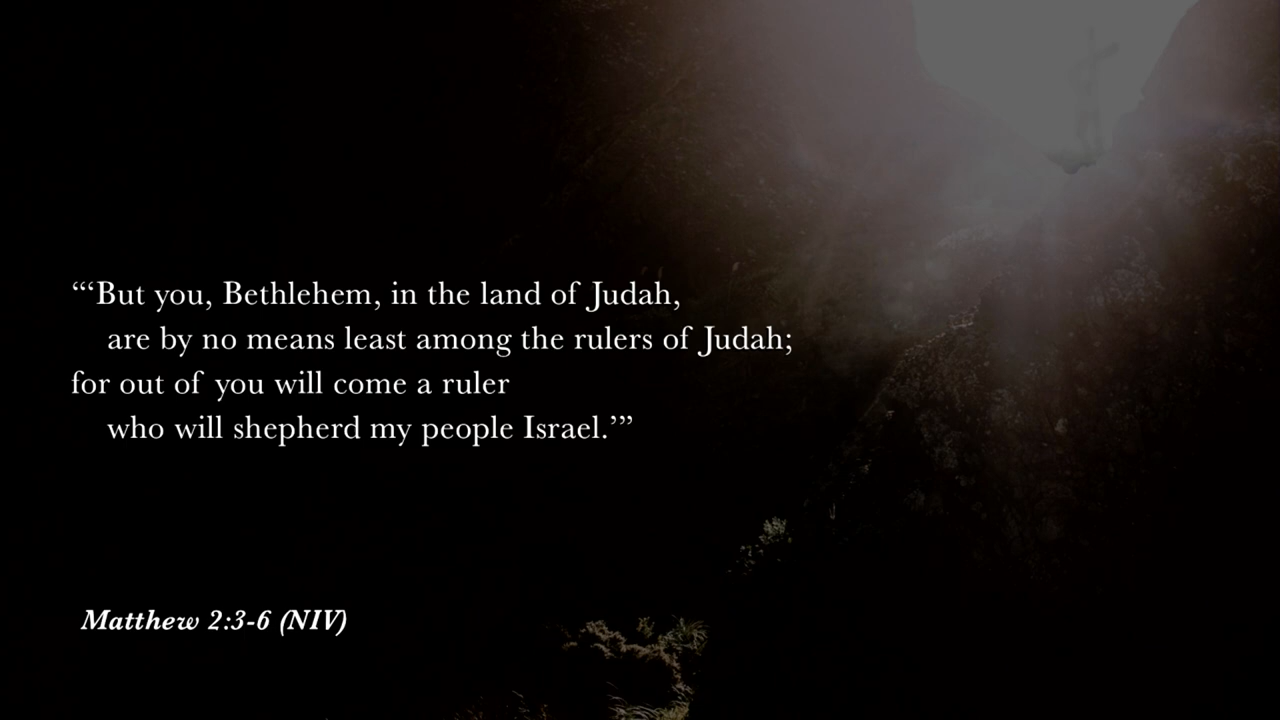 “‘But you, Bethlehem, in the land of Judah,
are by no means least among the rulers of Judah;
for out of you will come a ruler
who will shepherd my people Israel.’”
Matthew 2:3-6 (NIV)